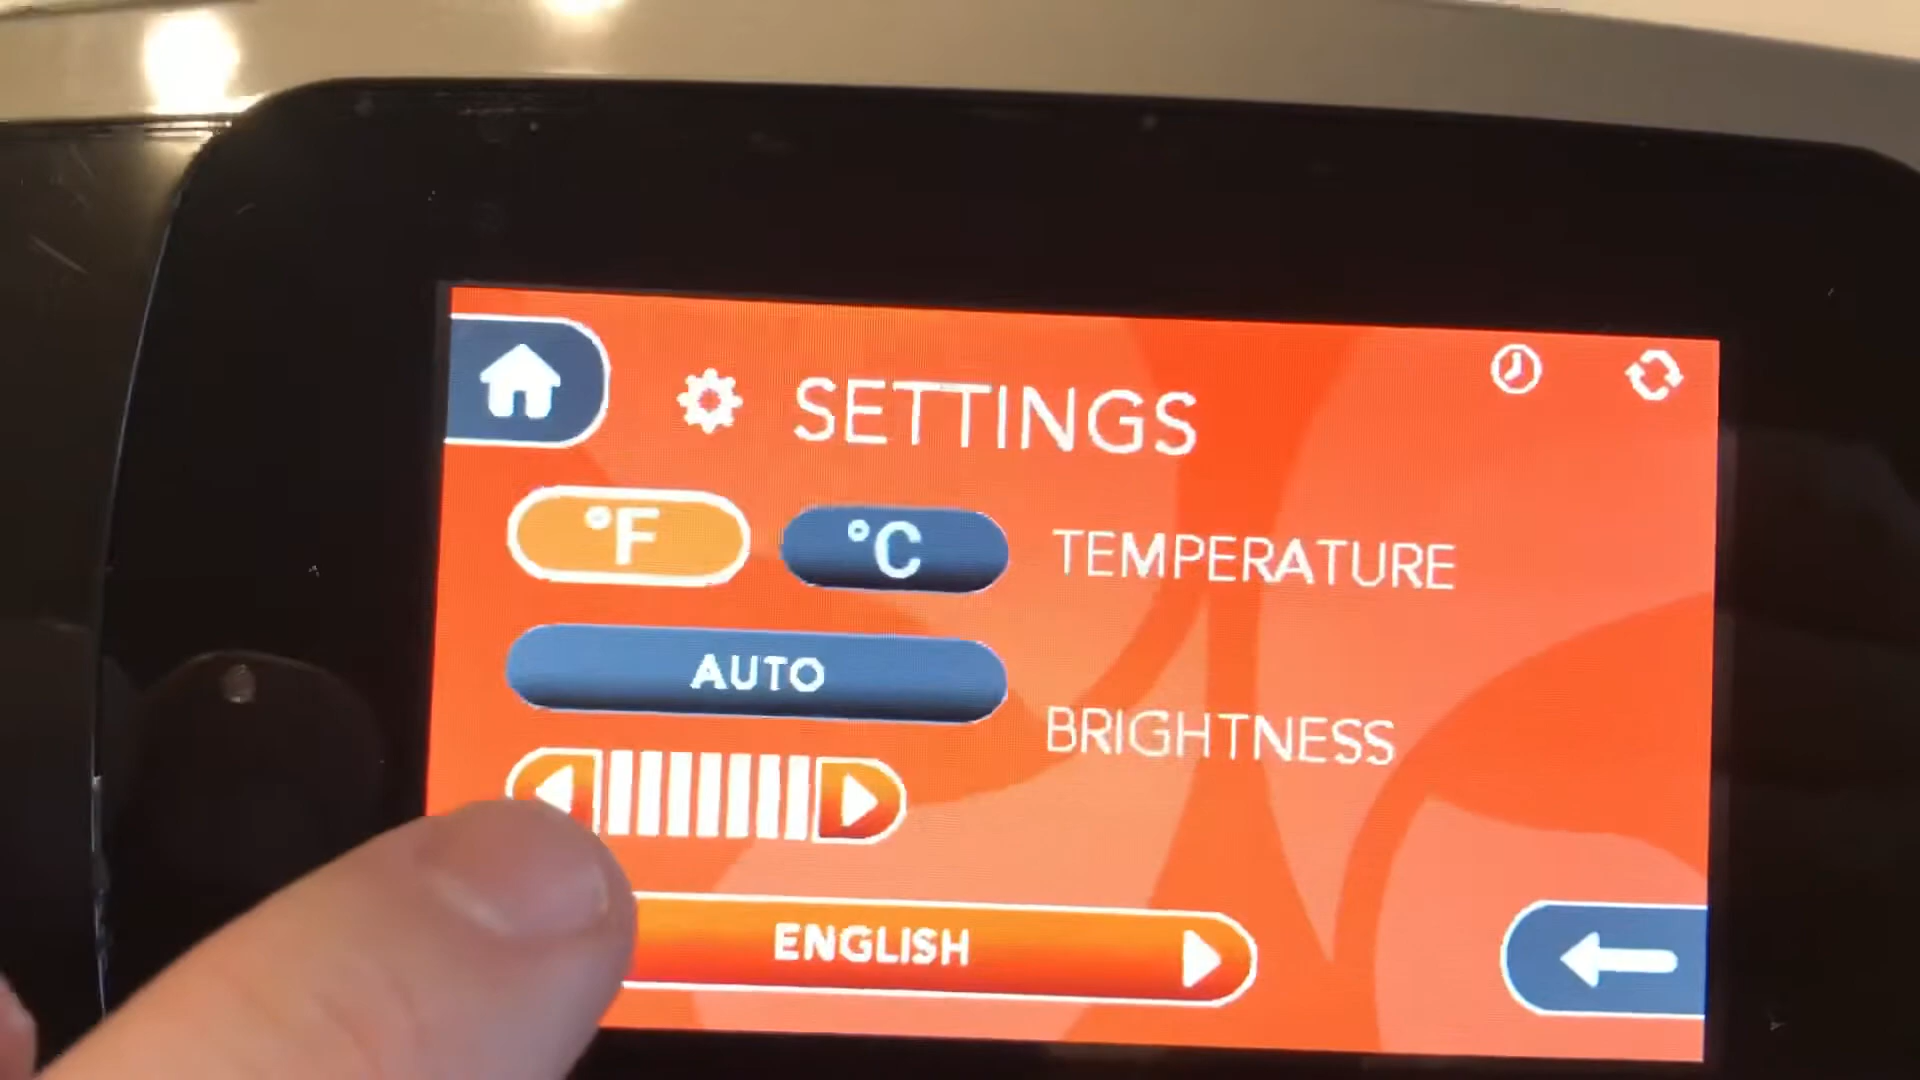 SETTINGS
°F °C TEMPERATURE
AUTO
BRIGHTNESS
ENGLISH